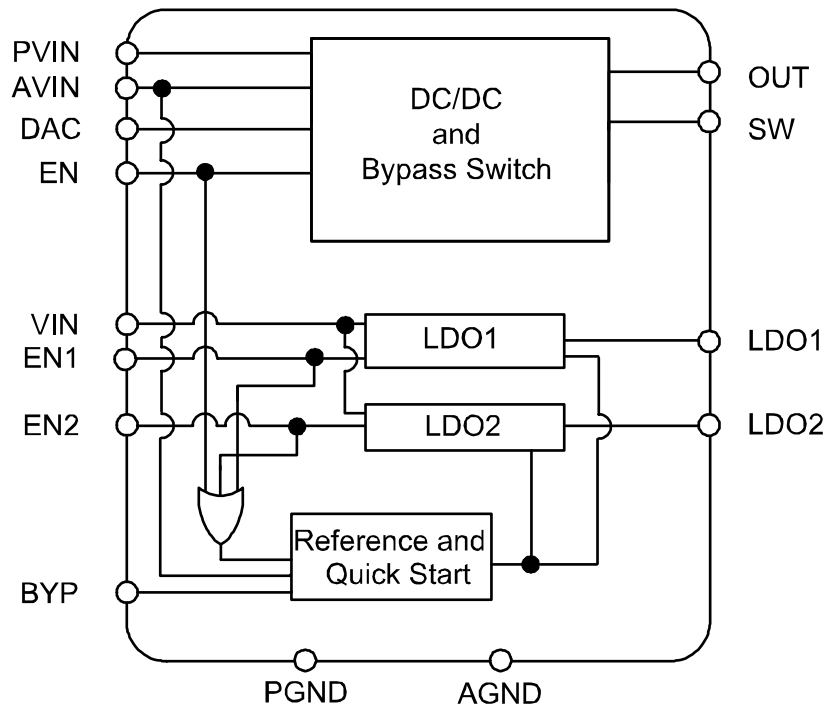 PVIN
AVIN
DAC
EN
DC/DC
and
Bypass Switch
OUT
SW
VIN
EN1
EN2
LDO1
LDO2
LDO1
LDO2
Reference and
Quick Start
BYP
PGND
AGND